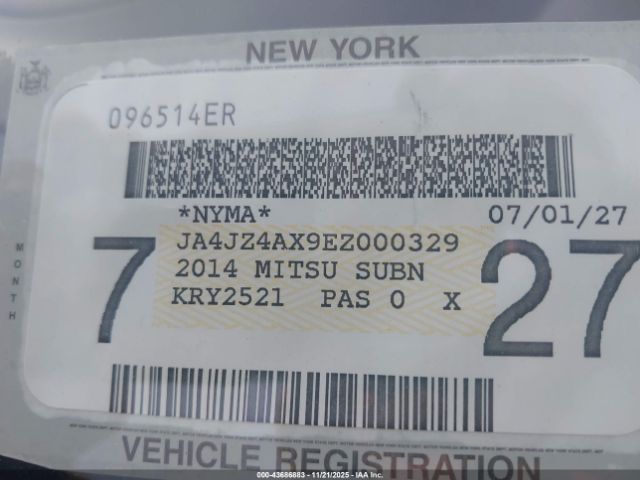 NEW YORK
096514ER
*NYMA* 07/01/27
MONTH
7
JA4JZ4AX9EZ000329
2014 MITSU SUBN
KRY2521 PAS 0 X
27
VEHICLE REGISTRATION
© 43686883 - 11/21/2025 - IAA Inc.